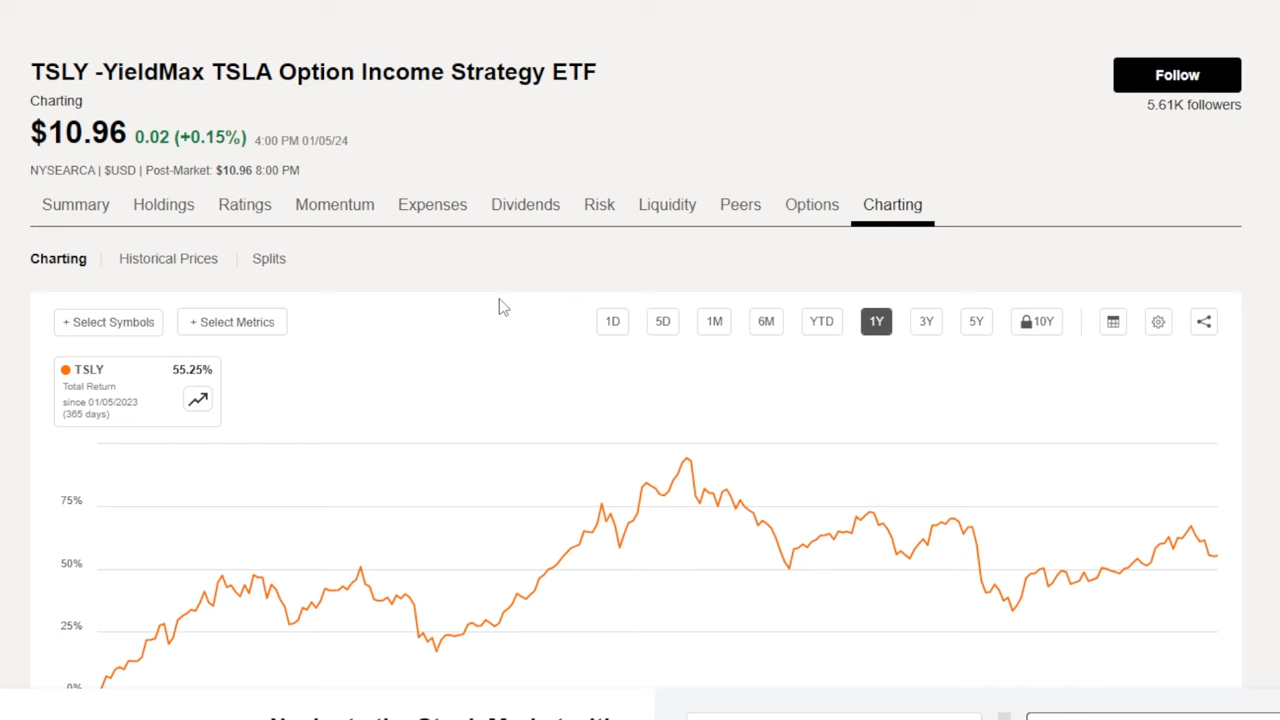 TSLY -YieldMax TSLA Option Income Strategy ETF
Follow
Charting
5.61K followers
$10.96 0.02 (+0.15%) 4:00 PM 01/05/24
NYSEARCA | $USD | Post-Market: $10.96 8:00 PM
Summary Holdings Ratings Momentum Expenses Dividends Risk Liquidity Peers Options Charting
Charting | Historical Prices | Splits
+ Select Symbols + Select Metrics 1D 5D 1M 6M YTD 1Y 3Y 5Y 10Y
TSLY 55.25%
Total Return
since 01/05/2023
(365 days)
75%
50%
25%
0%